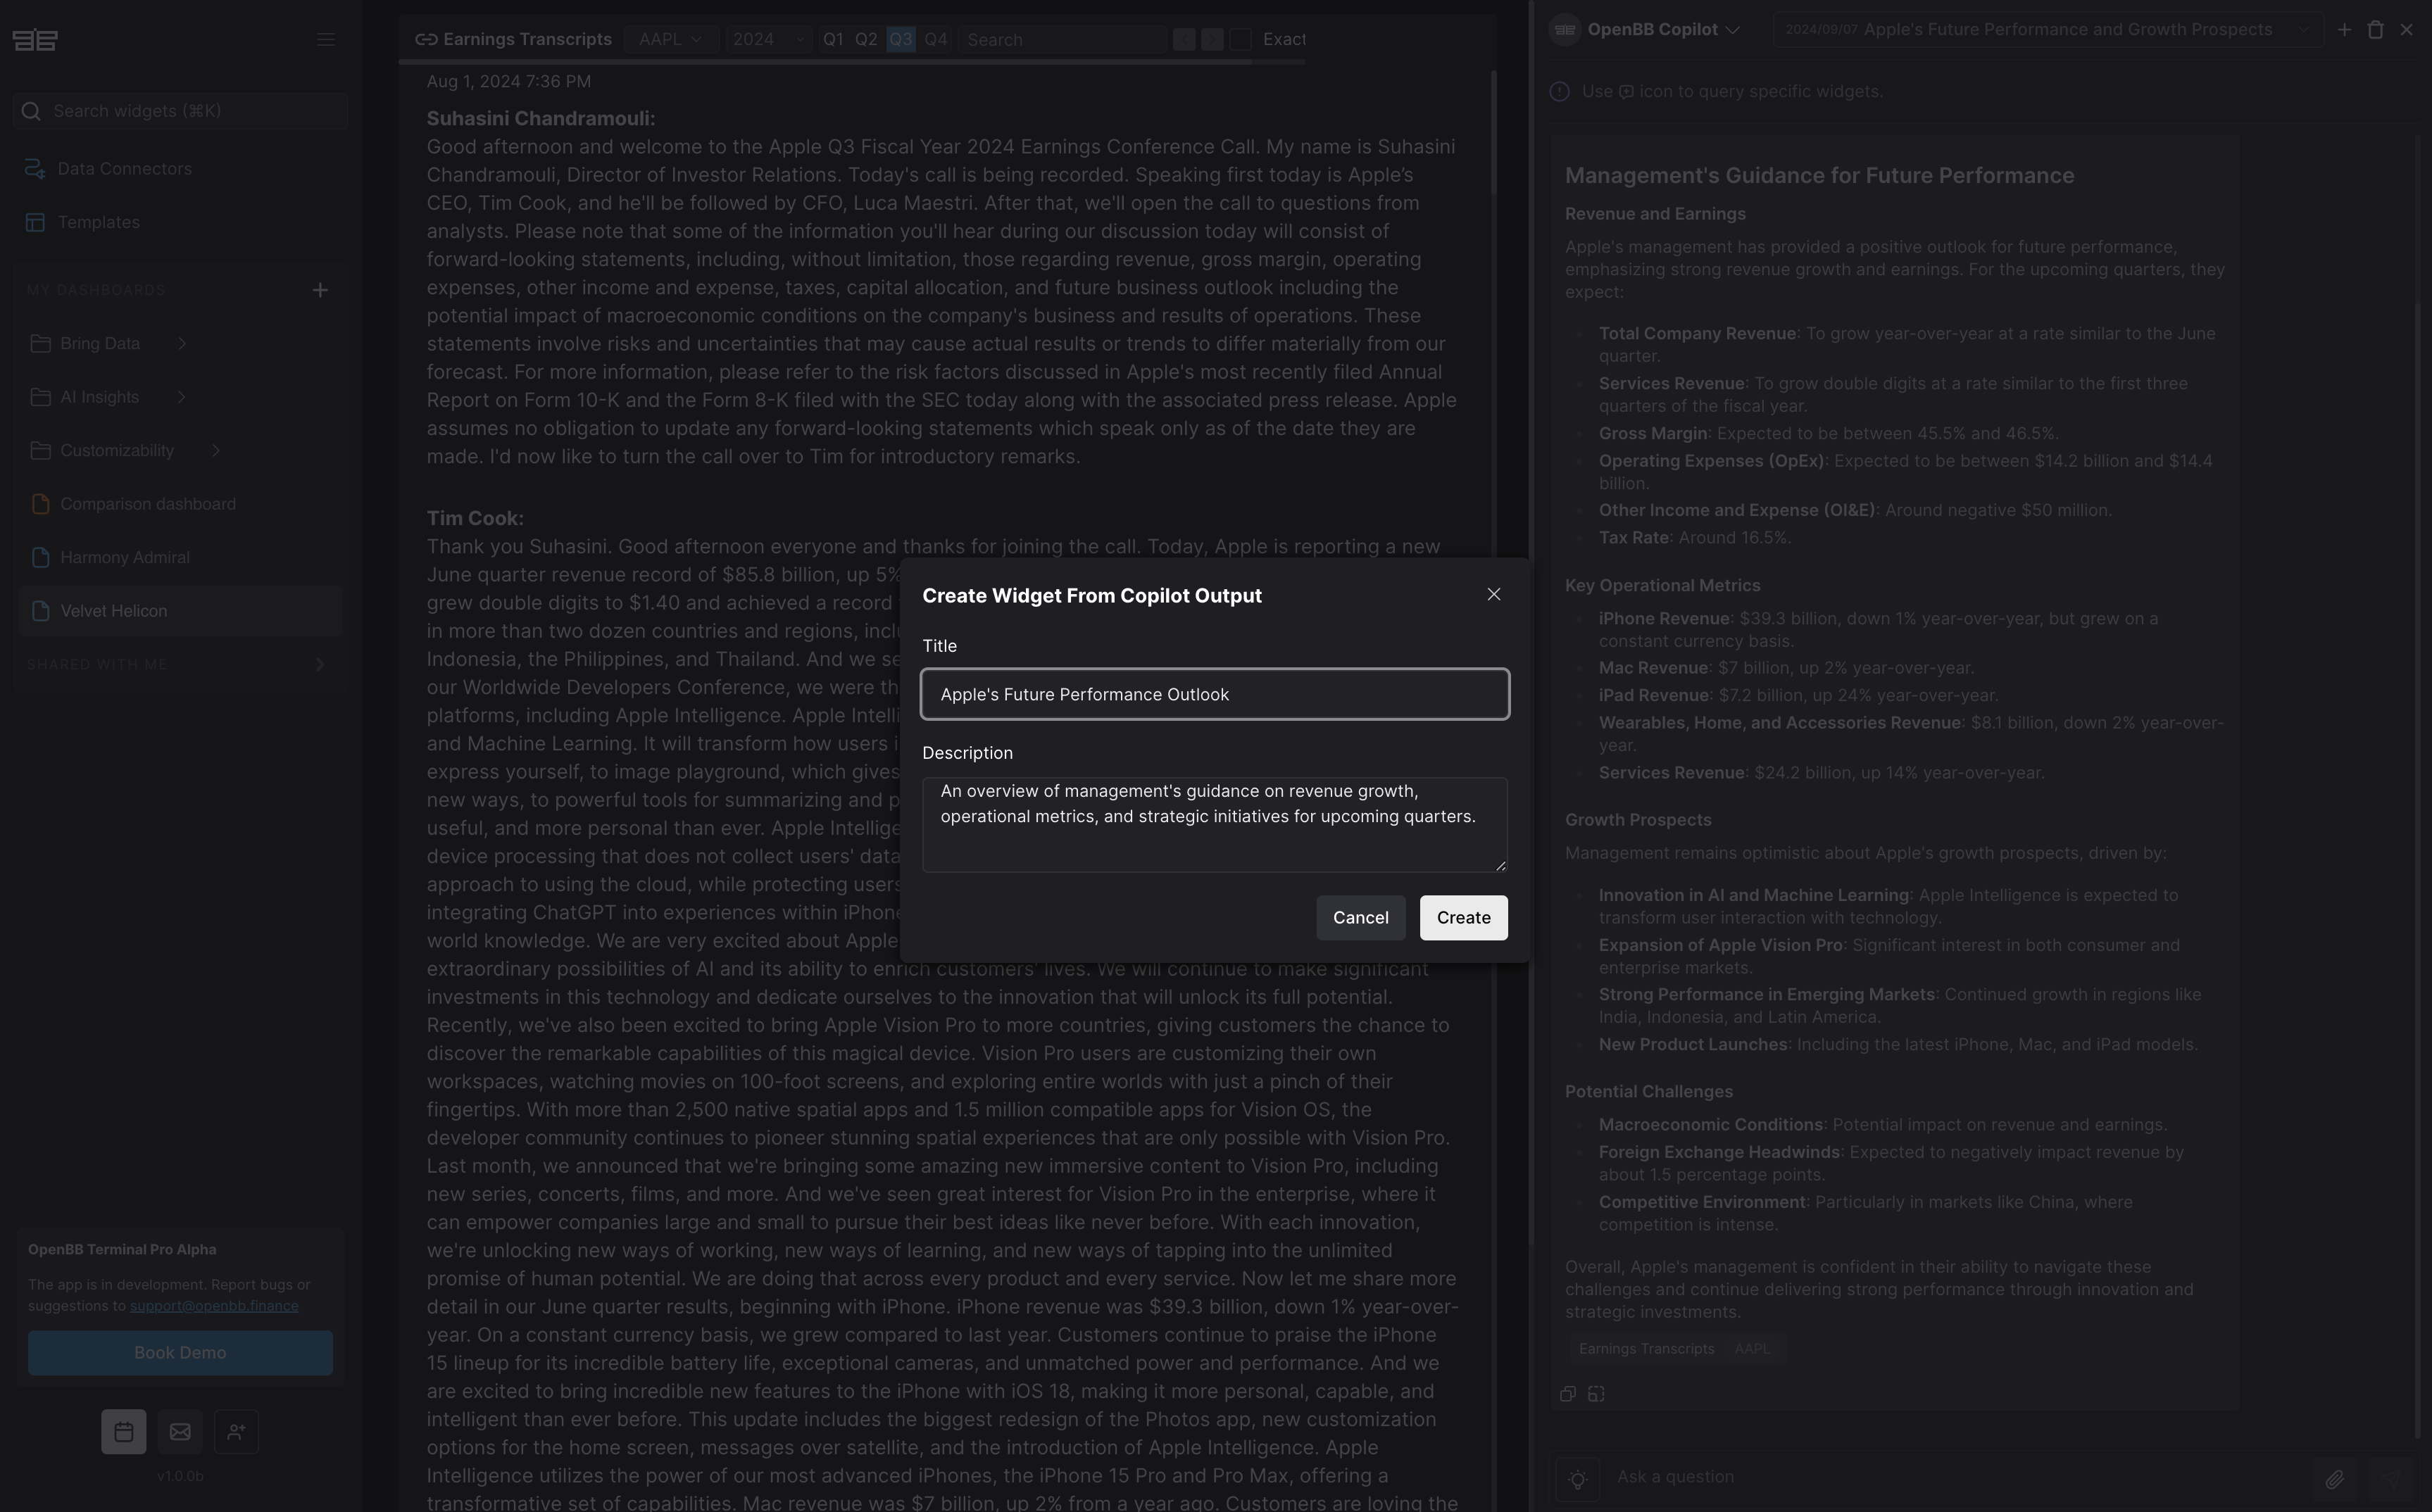 Search widgets (⌘K)
Data Connectors
Templates
MY DASHBOARDS
Bring Data
AI Insights
Customizability
Comparison dashboard
Harmony Admiral
Velvet Helicon
SHARED WITH ME
OpenBB Terminal Pro Alpha
The app is in development. Report bugs or
suggestions to support@openbb.finance
Book Demo
v1.0.0b
Earnings Transcripts AAPL 2024 Q1 Q2 Q3 Q4 Search Exact
Aug 1, 2024 7:36 PM
Suhasini Chandramouli:
Good afternoon and welcome to the Apple Q3 Fiscal Year 2024 Earnings Conference Call. My name is Suhasini
Chandramouli, Director of Investor Relations. Today's call is being recorded. Speaking first today is Apple's
CEO, Tim Cook, and he'll be followed by CFO, Luca Maestri. After that, we'll open the call to questions from
analysts. Please note that some of the information you'll hear during our discussion today will consist of
forward-looking statements, including, without limitation, those regarding revenue, gross margin, operating
expenses, other income and expense, taxes, capital allocation, and future business outlook including the
potential impact of macroeconomic conditions on the company's business and results of operations. These
statements involve risks and uncertainties that may cause actual results or trends to differ materially from our
forecast. For more information, please refer to the risk factors discussed in Apple's most recently filed Annual
Report on Form 10-K and the Form 8-K filed with the SEC today along with the associated press release. Apple
assumes no obligation to update any forward-looking statements which speak only as of the date they are
made. I'd now like to turn the call over to Tim for introductory remarks.
Tim Cook:
Thank you Suhasini. Good afternoon everyone and thanks for joining the call. Today, Apple is reporting a new
June quarter revenue record of $85.8 billion, up 5%
grew double digits to $1.40 and achieved a record
in more than two dozen countries and regions, incl
Indonesia, the Philippines, and Thailand. And we se
our Worldwide Developers Conference, we were th
platforms, including Apple Intelligence. Apple Intelli
and Machine Learning. It will transform how users i
express yourself, to image playground, which gives
new ways, to powerful tools for summarizing and p
useful, and more personal than ever. Apple Intellige
device processing that does not collect users' data
approach to using the cloud, while protecting users
integrating ChatGPT into experiences within iPhone
world knowledge. We are very excited about Apple
extraordinary possibilities of AI and its ability to enrich customers' lives. We will continue to make significant
investments in this technology and dedicate ourselves to the innovation that will unlock its full potential.
Recently, we've also been excited to bring Apple Vision Pro to more countries, giving customers the chance to
discover the remarkable capabilities of this magical device. Vision Pro users are customizing their own
workspaces, watching movies on 100-foot screens, and exploring entire worlds with just a pinch of their
fingertips. With more than 2,500 native spatial apps and 1.5 million compatible apps for Vision OS, the
developer community continues to pioneer stunning spatial experiences that are only possible with Vision Pro.
Last month, we announced that we're bringing some amazing new immersive content to Vision Pro, including
new series, concerts, films, and more. And we've seen great interest for Vision Pro in the enterprise, where it
can empower companies large and small to pursue their best ideas like never before. With each innovation,
we're unlocking new ways of working, new ways of learning, and new ways of tapping into the unlimited
promise of human potential. We are doing that across every product and every service. Now let me share more
detail in our June quarter results, beginning with iPhone. iPhone revenue was $39.3 billion, down 1% year-over-
year. On a constant currency basis, we grew compared to last year. Customers continue to praise the iPhone
15 lineup for its incredible battery life, exceptional cameras, and unmatched power and performance. And we
are excited to bring incredible new features to the iPhone with iOS 18, making it more personal, capable, and
intelligent than ever before. This update includes the biggest redesign of the Photos app, new customization
options for the home screen, messages over satellite, and the introduction of Apple Intelligence. Apple
Intelligence utilizes the power of our most advanced iPhones, the iPhone 15 Pro and Pro Max, offering a
transformative set of capabilities. Mac revenue was $7 billion, up 2% from a year ago. Customers are loving the
Create Widget From Copilot Output
Title
Apple's Future Performance Outlook
Description
An overview of management's guidance on revenue growth,
operational metrics, and strategic initiatives for upcoming quarters.
Cancel Create
OpenBB Copilot 2024/09/07 Apple's Future Performance and Growth Prospects
Use icon to query specific widgets.
Management's Guidance for Future Performance
Revenue and Earnings
Apple's management has provided a positive outlook for future performance,
emphasizing strong revenue growth and earnings. For the upcoming quarters, they
expect:
Total Company Revenue: To grow year-over-year at a rate similar to the June
quarter.
Services Revenue: To grow double digits at a rate similar to the first three
quarters of the fiscal year.
Gross Margin: Expected to be between 45.5% and 46.5%.
Operating Expenses (OpEx): Expected to be between $14.2 billion and $14.4
billion.
Other Income and Expense (OI&E): Around negative $50 million.
Tax Rate: Around 16.5%.
Key Operational Metrics
iPhone Revenue: $39.3 billion, down 1% year-over-year, but grew on a
constant currency basis.
Mac Revenue: $7 billion, up 2% year-over-year.
iPad Revenue: $7.2 billion, up 24% year-over-year.
Wearables, Home, and Accessories Revenue: $8.1 billion, down 2% year-over-
year.
Services Revenue: $24.2 billion, up 14% year-over-year.
Growth Prospects
Management remains optimistic about Apple's growth prospects, driven by:
Innovation in AI and Machine Learning: Apple Intelligence is expected to
transform user interaction with technology.
Expansion of Apple Vision Pro: Significant interest in both consumer and
enterprise markets.
Strong Performance in Emerging Markets: Continued growth in regions like
India, Indonesia, and Latin America.
New Product Launches: Including the latest iPhone, Mac, and iPad models.
Potential Challenges
Macroeconomic Conditions: Potential impact on revenue and earnings.
Foreign Exchange Headwinds: Expected to negatively impact revenue by
about 1.5 percentage points.
Competitive Environment: Particularly in markets like China, where
competition is intense.
Overall, Apple's management is confident in their ability to navigate these
challenges and continue delivering strong performance through innovation and
strategic investments.
Earnings Transcripts AAPL
Ask a question